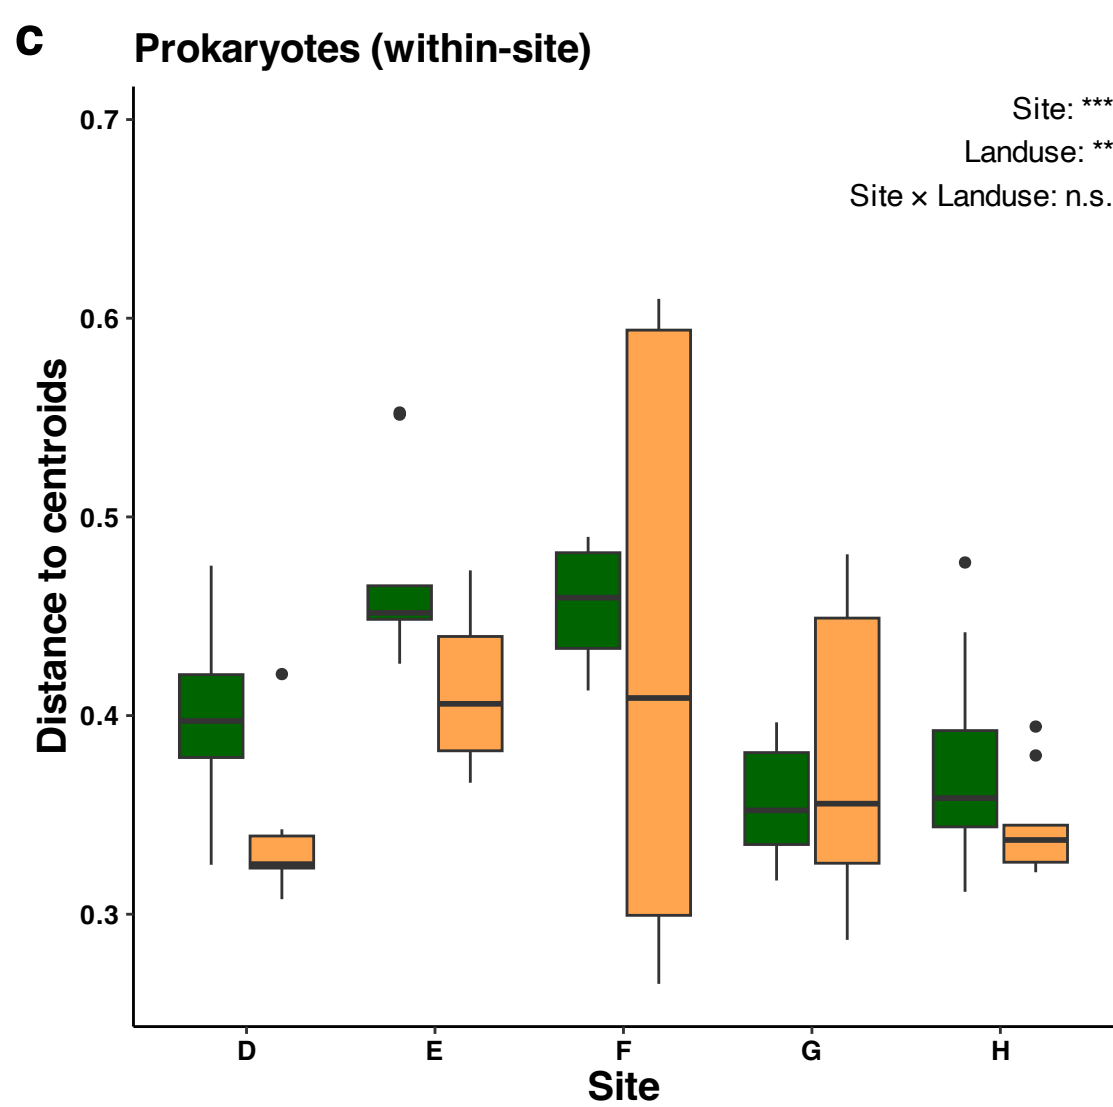 c
Prokaryotes (within-site)
Site: ***
Landuse: **
Site × Landuse: n.s.
Distance to centroids
0.7
0.6
0.5
0.4
0.3
D E F G H
Site